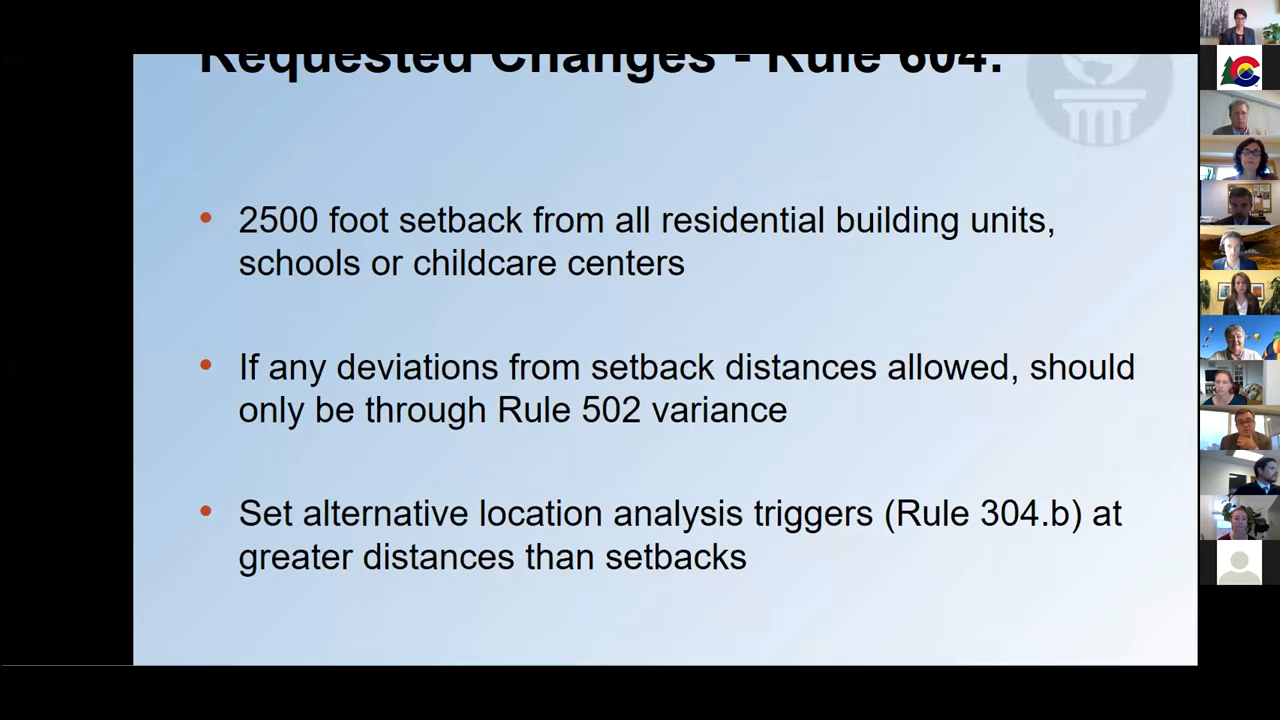 Requested Changes - Rule 604:
2500 foot setback from all residential building units,
schools or childcare centers
If any deviations from setback distances allowed, should
only be through Rule 502 variance
Set alternative location analysis triggers (Rule 304.b) at
greater distances than setbacks